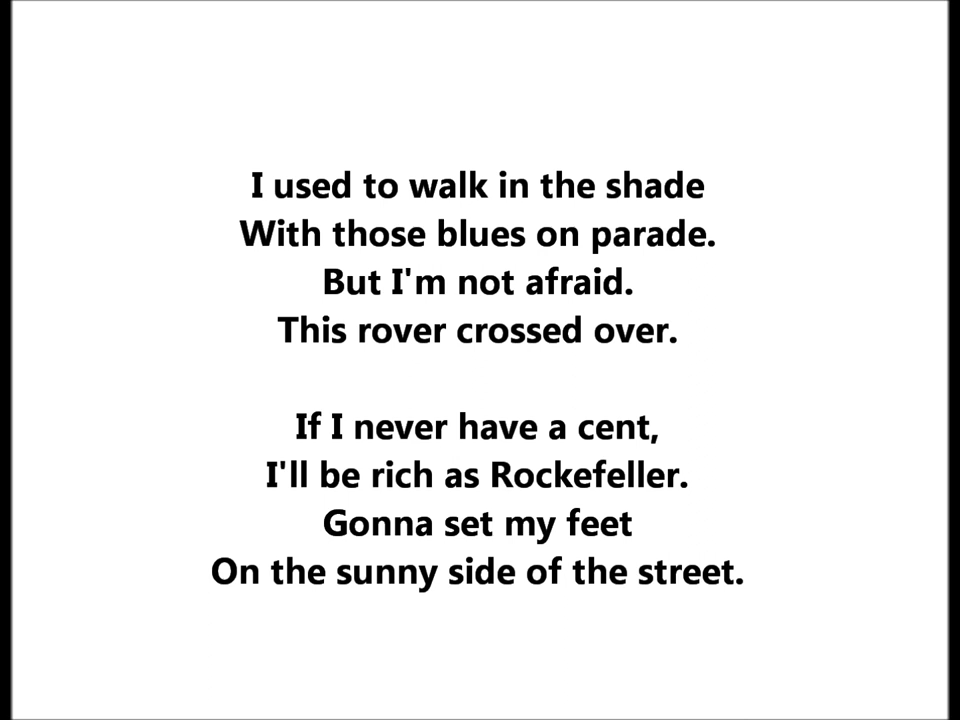 I used to walk in the shade
With those blues on parade.
But I'm not afraid.
This rover crossed over.
If I never have a cent,
I'll be rich as Rockefeller.
Gonna set my feet
On the sunny side of the street.